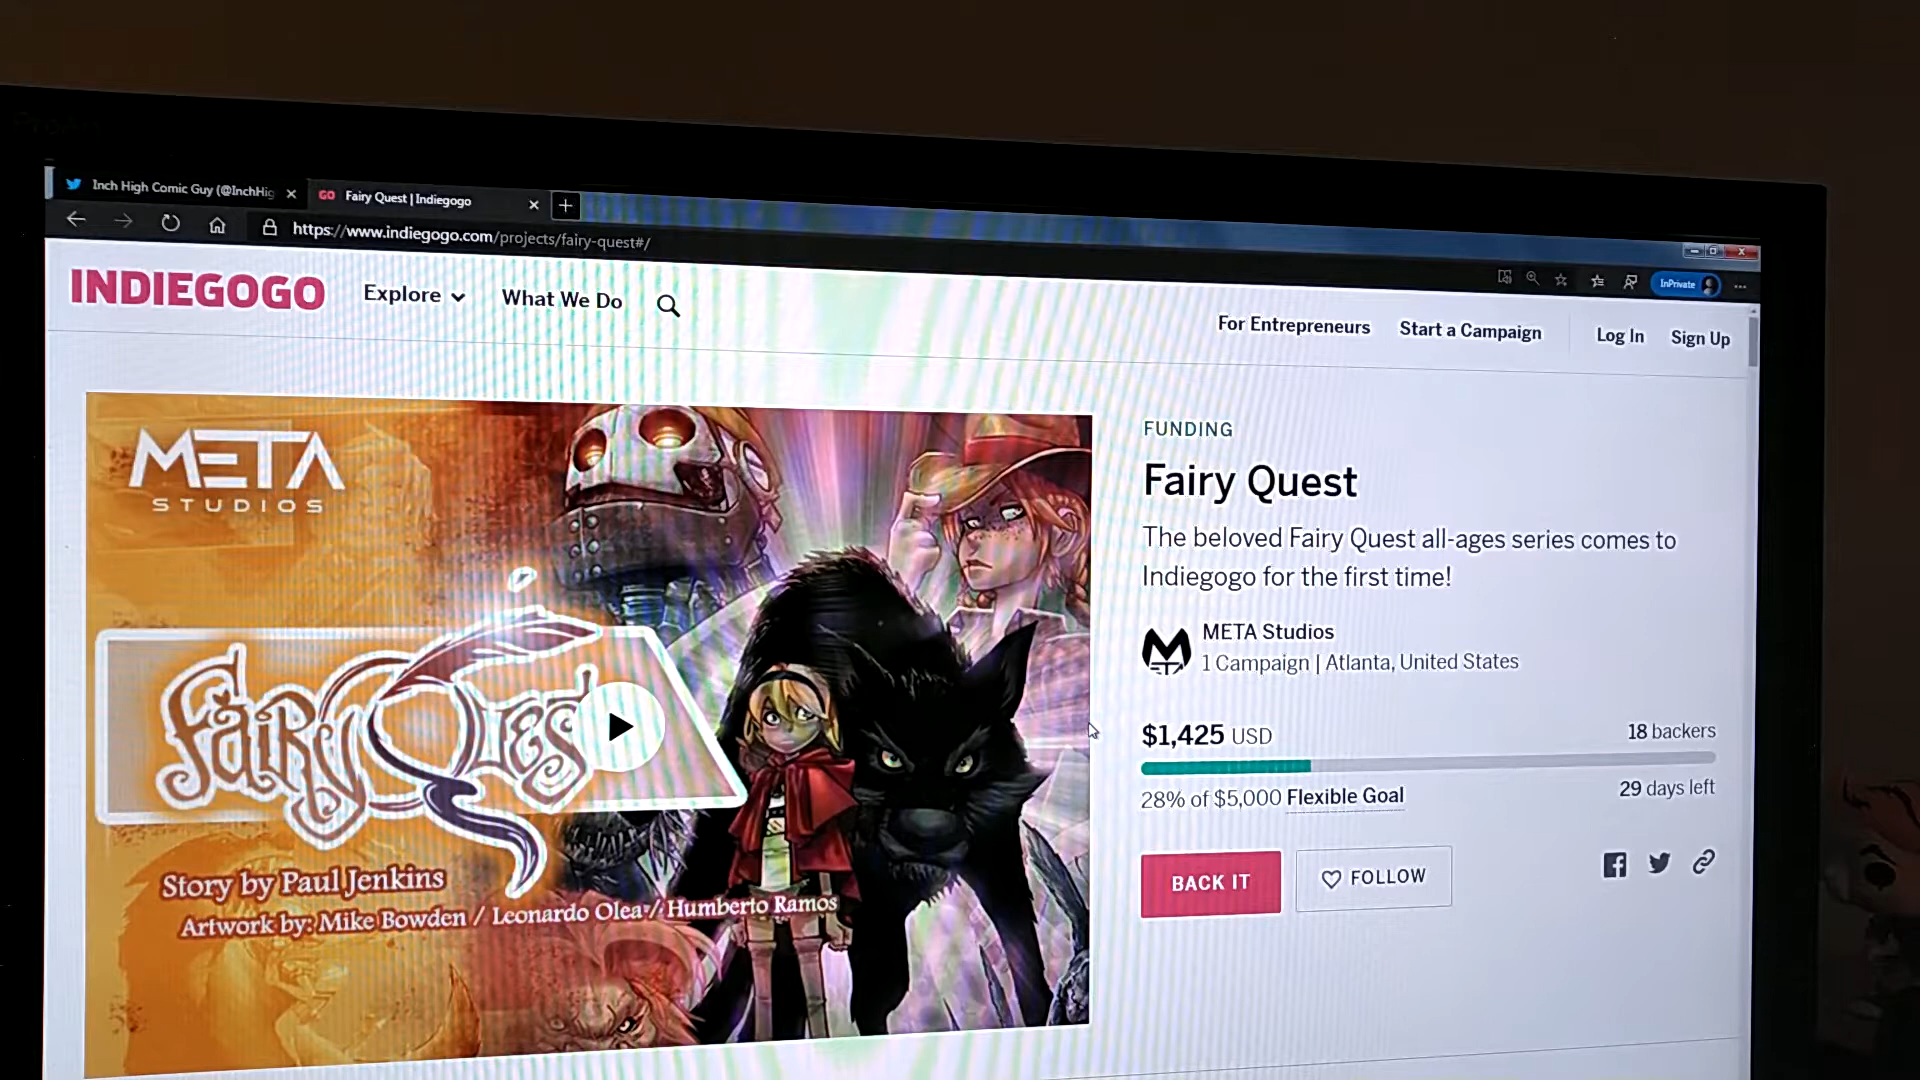 Inch High Comic Guy (@InchHig
GO Fairy Quest | Indiegogo
https://www.indiegogo.com/projects/fairy-quest#/
InPrivate
INDIEGOGO
Explore
What We Do
For Entrepreneurs
Start a Campaign
Log In
Sign Up
META
STUDIOS
Fairy Quest
Story by Paul Jenkins
Artwork by: Mike Bowden / Leonardo Olea / Humberto Ramos
FUNDING
Fairy Quest
The beloved Fairy Quest all-ages series comes to
Indiegogo for the first time!
META Studios
1 Campaign | Atlanta, United States
$1,425 USD
18 backers
28% of $5,000 Flexible Goal
29 days left
BACK IT
FOLLOW